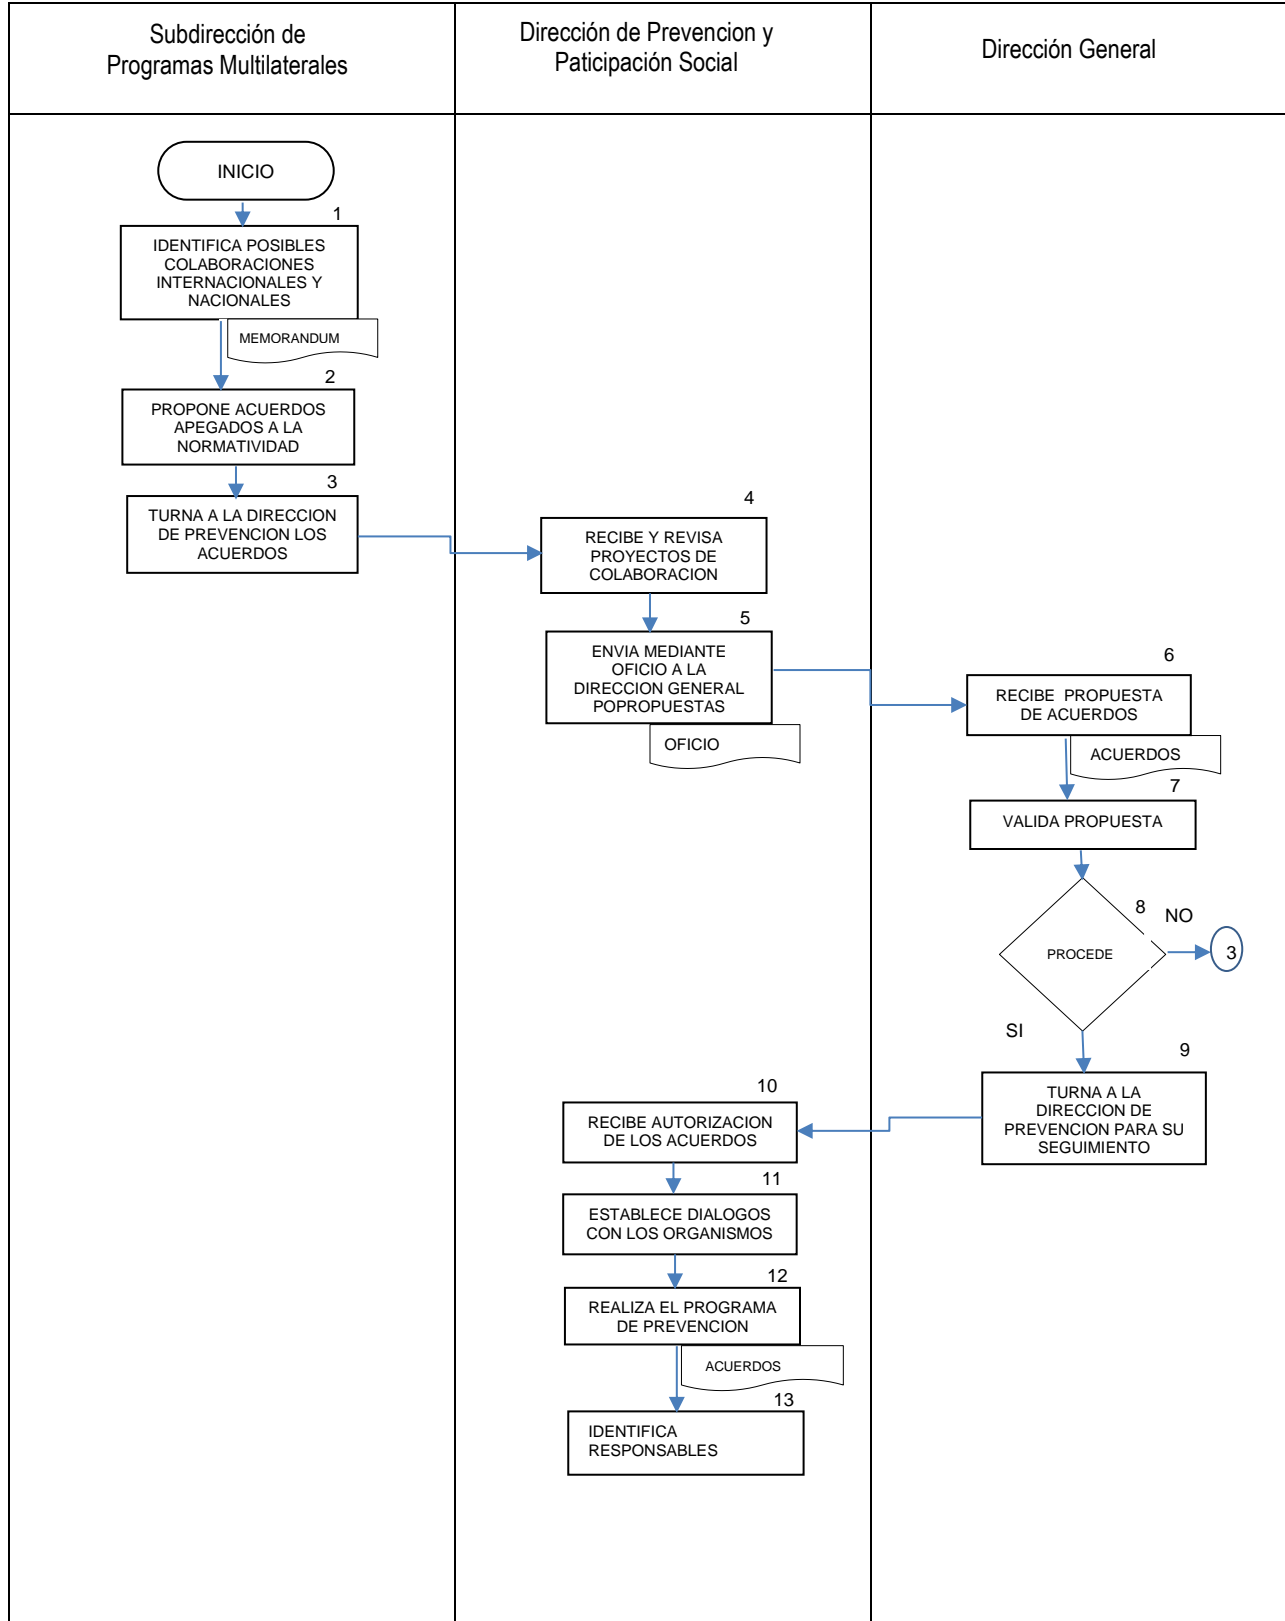 Subdirección de
Programas Multilaterales
Dirección de Prevencion y
Paticipación Social
Dirección General
INICIO
1
IDENTIFICA POSIBLES
COLABORACIONES
INTERNACIONALES Y
NACIONALES
MEMORANDUM
2
PROPONE ACUERDOS
APEGADOS A LA
NORMATIVIDAD
3
TURNA A LA DIRECCION
DE PREVENCION LOS
ACUERDOS
4
RECIBE Y REVISA
PROYECTOS DE
COLABORACION
5
ENVIA MEDIANTE
OFICIO A LA
DIRECCION GENERAL
POPROPUESTAS
OFICIO
6
RECIBE PROPUESTA
DE ACUERDOS
ACUERDOS
7
VALIDA PROPUESTA
8
NO
PROCEDE
3
SI
9
TURNA A LA
DIRECCION DE
PREVENCION PARA SU
SEGUIMIENTO
10
RECIBE AUTORIZACION
DE LOS ACUERDOS
11
ESTABLECE DIALOGOS
CON LOS ORGANISMOS
12
REALIZA EL PROGRAMA
DE PREVENCION
ACUERDOS
13
IDENTIFICA
RESPONSABLES